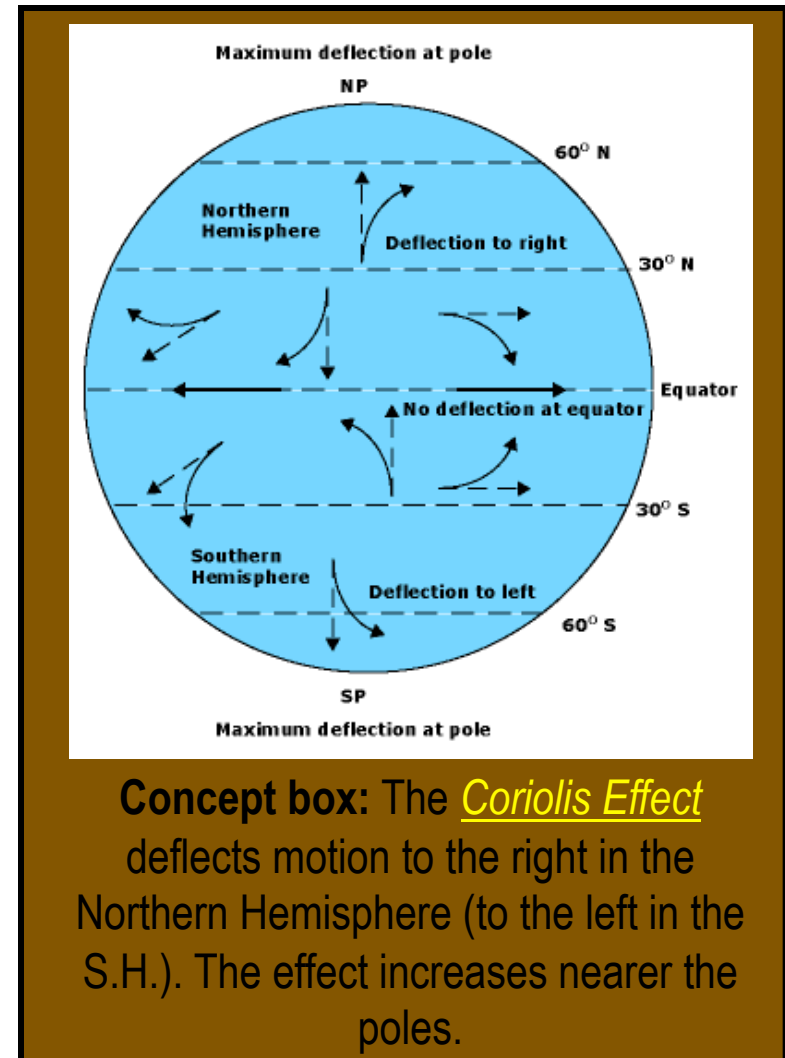 Maximum deflection at pole
NP
60° N
Northern
Hemisphere
Deflection to right
30° N
Equator
No deflection at equator
30° S
Southern
Hemisphere
Deflection to left
60° S
SP
Maximum deflection at pole
Concept box: The Coriolis Effect
deflects motion to the right in the
Northern Hemisphere (to the left in the
S.H.). The effect increases nearer the
poles.